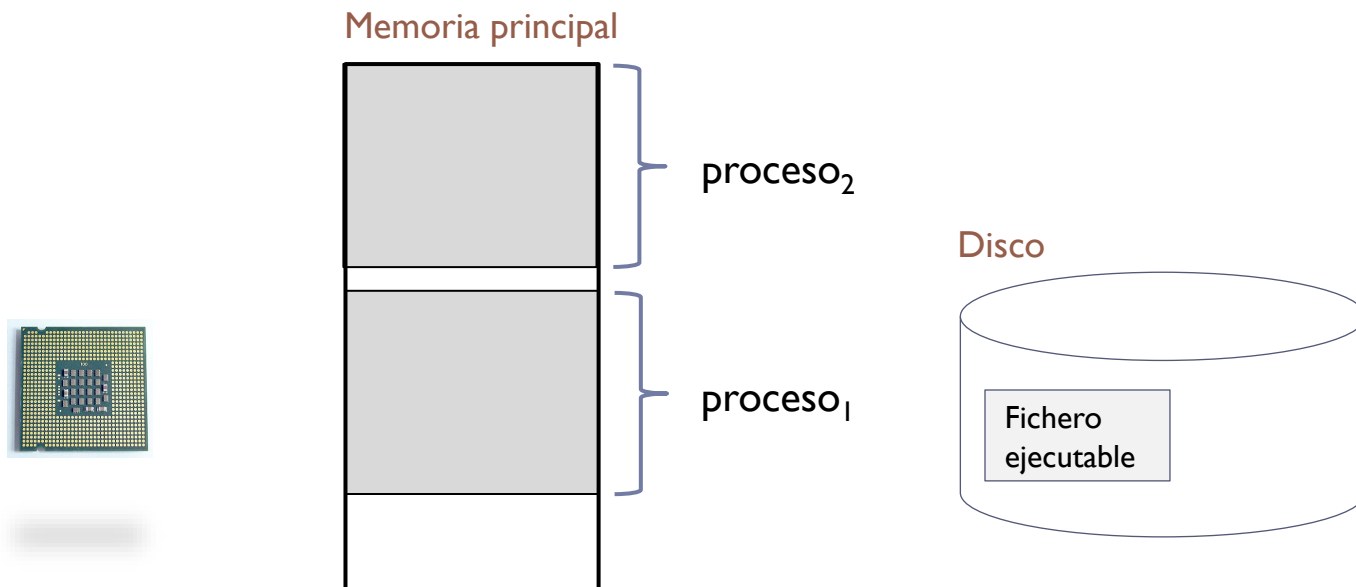 Memoria principal
proceso2
Disco
proceso1
Fichero
ejecutable